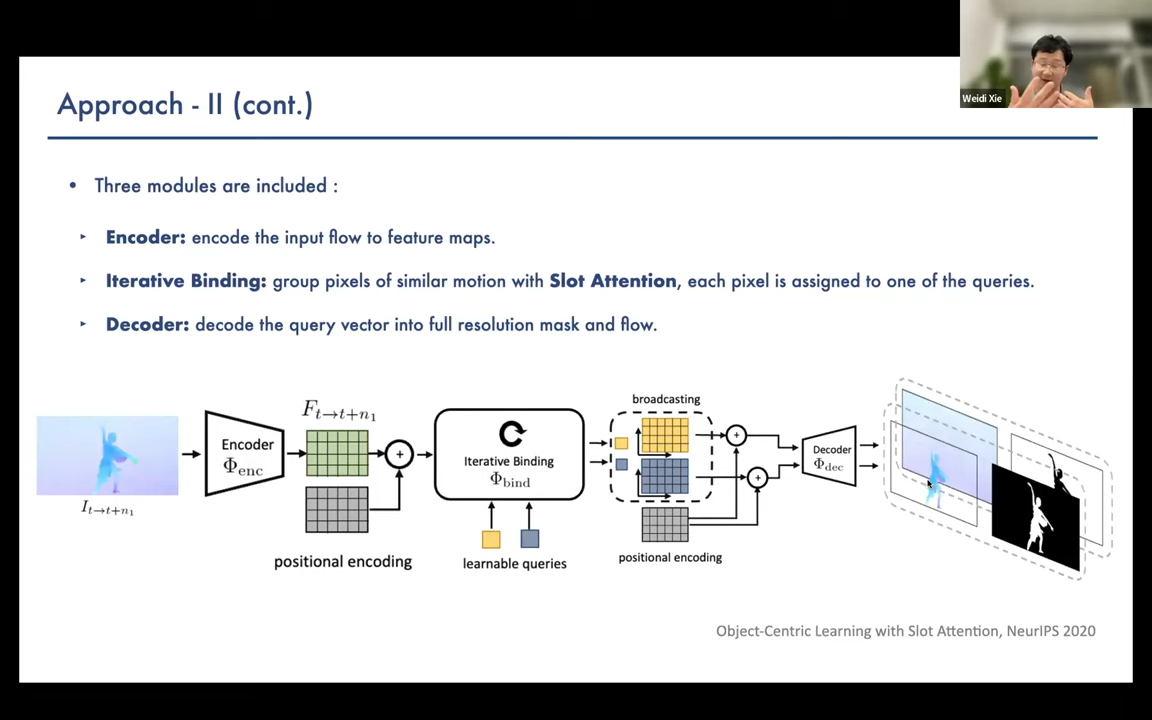 Weidi Xie
Approach - II (cont.)
• Three modules are included :
‣ Encoder: encode the input flow to feature maps.
‣ Iterative Binding: group pixels of similar motion with Slot Attention, each pixel is assigned to one of the queries.
‣ Decoder: decode the query vector into full resolution mask and flow.
I_{t→t+n_1}
Encoder
Φ_enc
F_{t→t+n_1}
+
positional encoding
Iterative Binding
Φ_bind
learnable queries
broadcasting
+
+
positional encoding
Decoder
Φ_dec
Object-Centric Learning with Slot Attention, NeurIPS 2020